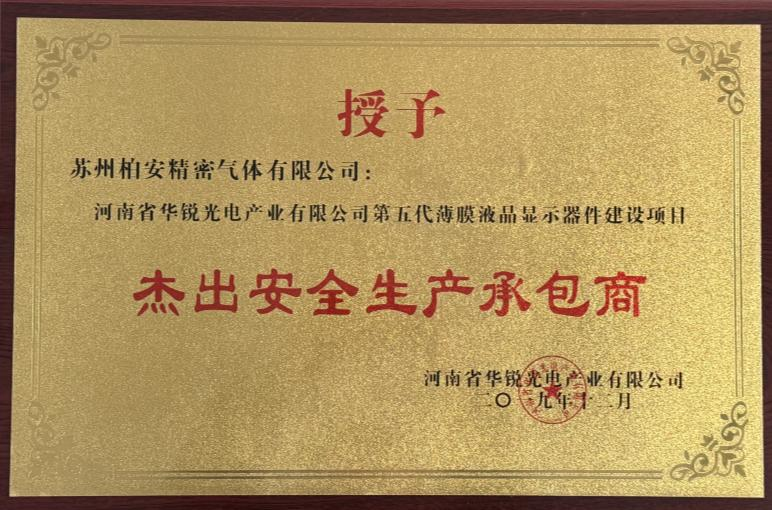 授予
苏州柏安精密气体有限公司：
河南省华锐光电产业有限公司第五代薄膜液晶显示器件建设项目
杰出安全生产承包商
河南省华锐光电产业有限公司
二〇一九年十二月